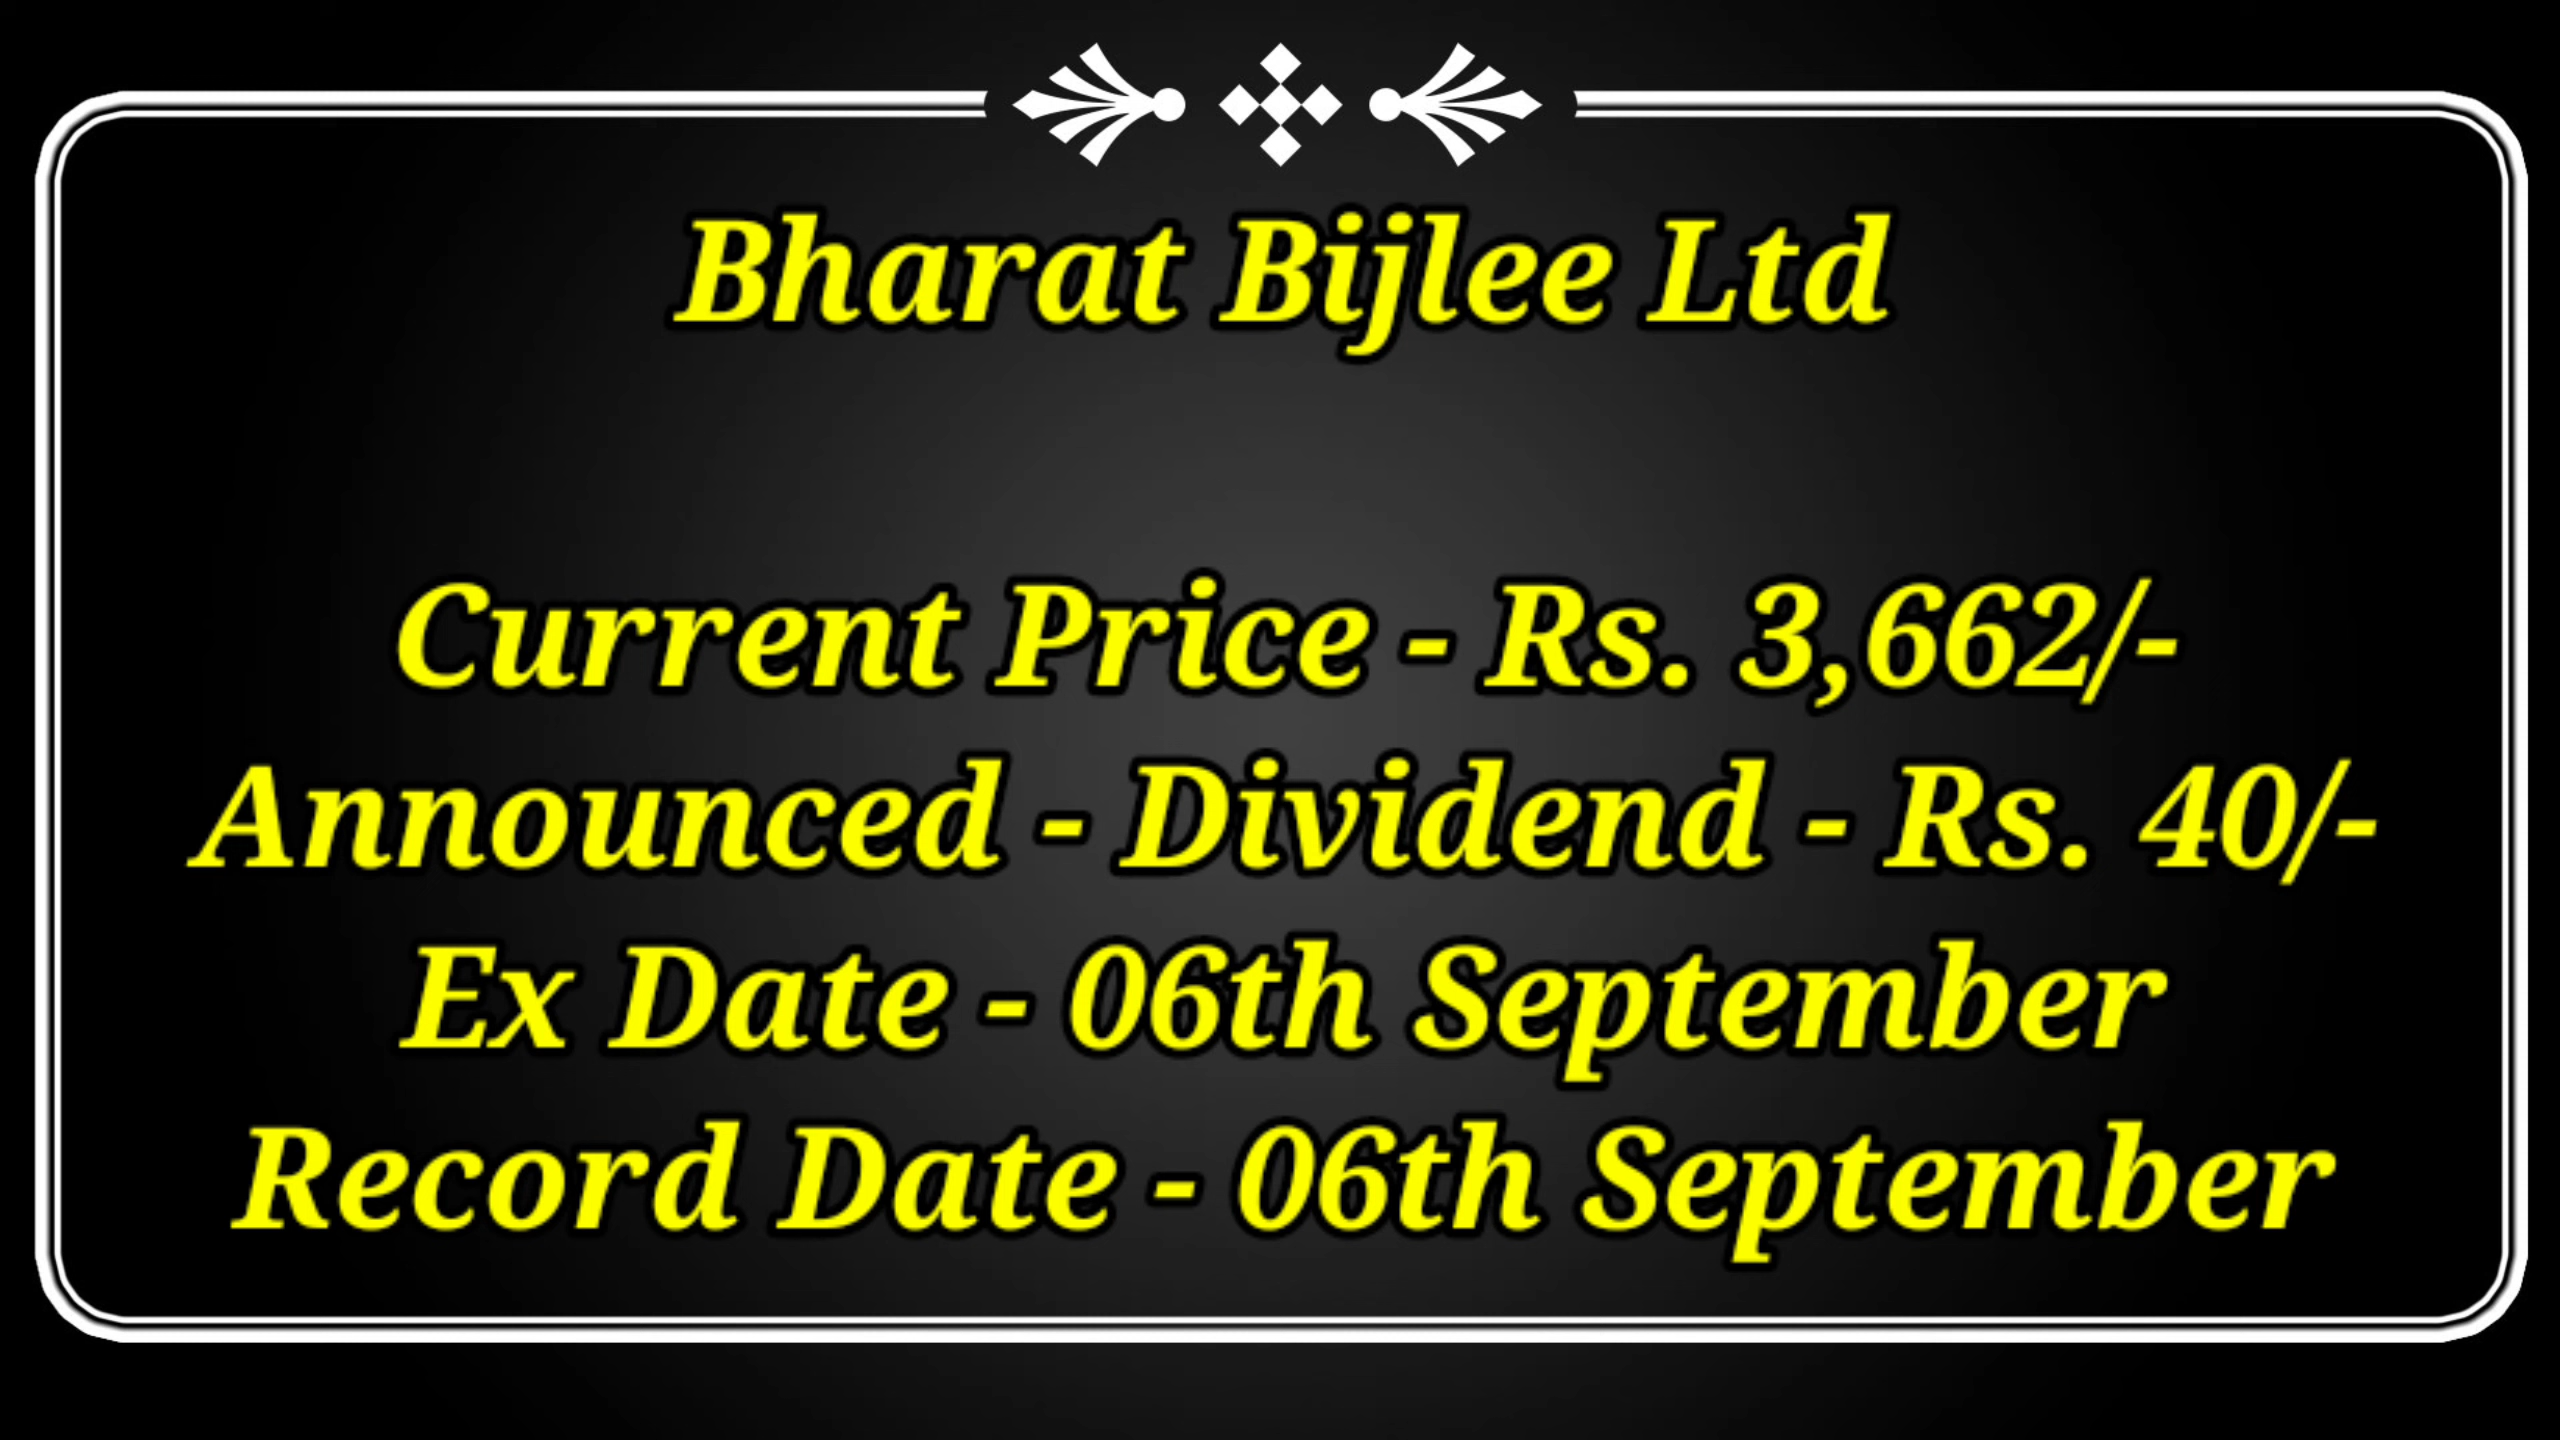 Bharat Bijlee Ltd
Current Price - Rs. 3,662/-
Announced - Dividend - Rs. 40/-
Ex Date - 06th September
Record Date - 06th September